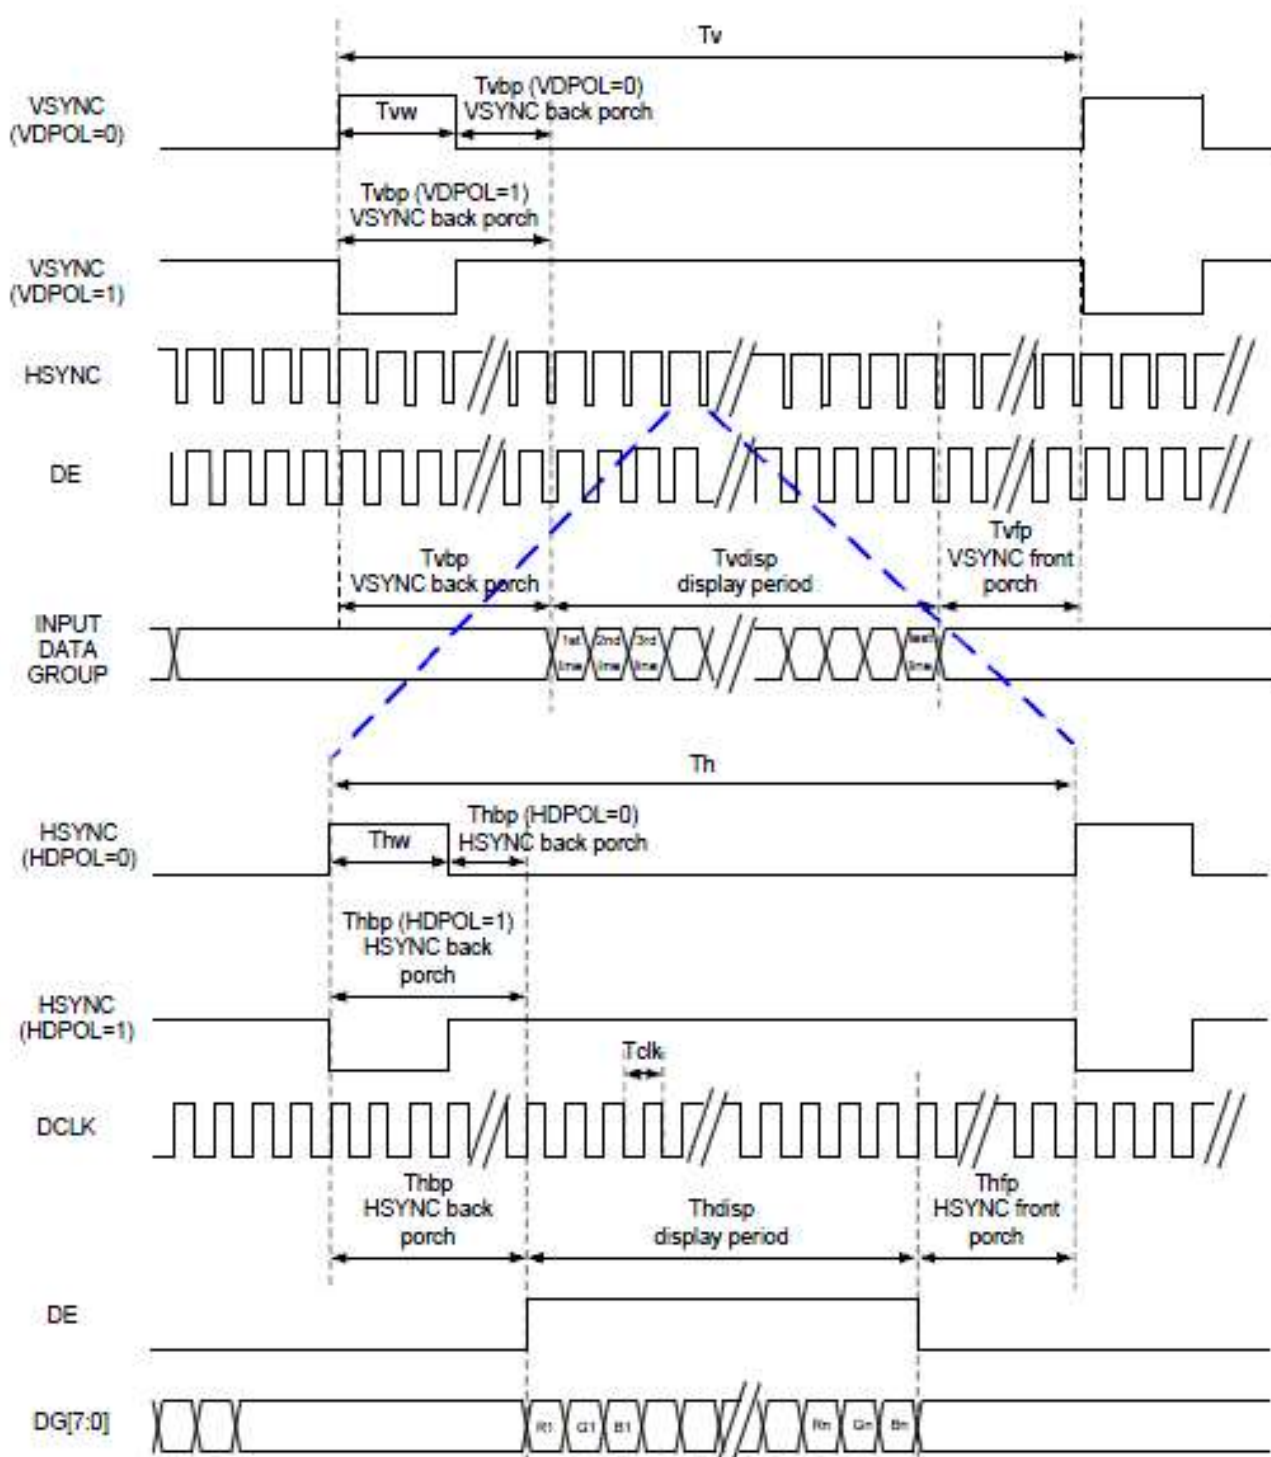 Tv
Tvbp (VDPOL=0)
VSYNC back porch
VSYNC
(VDPOL=0)
Tvw
Tvbp (VDPOL=1)
VSYNC back porch
VSYNC
(VDPOL=1)
HSYNC
DE
Tvbp
VSYNC back porch
Tvdisp
display period
Tvfp
VSYNC front
porch
INPUT
DATA
GROUP
1st
line
2nd
line
3rd
line
last
line
Th
Thbp (HDPOL=0)
HSYNC back porch
HSYNC
(HDPOL=0)
Thw
Thbp (HDPOL=1)
HSYNC back
porch
HSYNC
(HDPOL=1)
Tclk
DCLK
Thbp
HSYNC back
porch
Thdisp
display period
Thfp
HSYNC front
porch
DE
DG[7:0]
R1
G1
B1
Rn
Gn
Bn